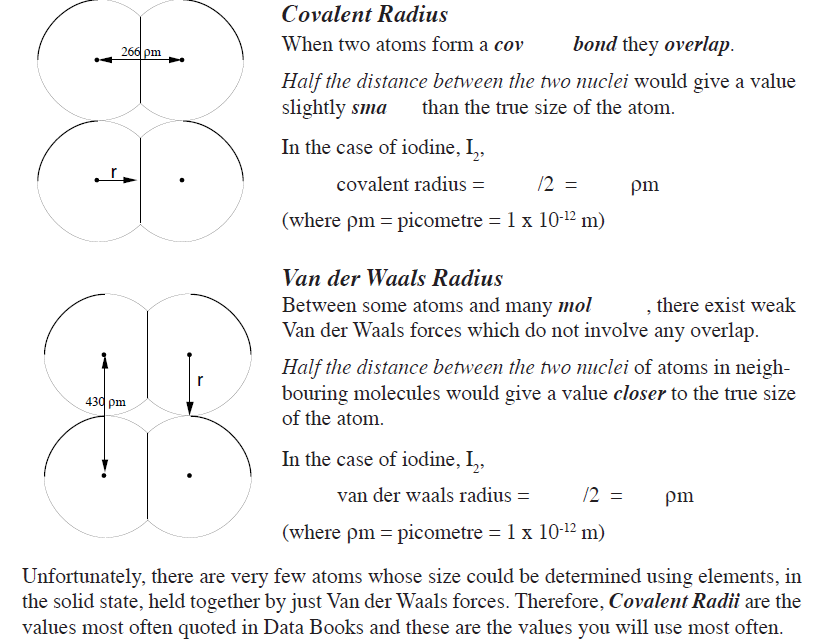 Covalent Radius
When two atoms form a cov bond they overlap.
Half the distance between the two nuclei would give a value
slightly sma than the true size of the atom.
In the case of iodine, I₂,
covalent radius = /2 = ρm
(where ρm = picometre = 1 x 10⁻¹² m)
266 ρm
r
Van der Waals Radius
Between some atoms and many mol , there exist weak
Van der Waals forces which do not involve any overlap.
Half the distance between the two nuclei of atoms in neigh-
bouring molecules would give a value closer to the true size
of the atom.
In the case of iodine, I₂,
van der waals radius = /2 = ρm
(where ρm = picometre = 1 x 10⁻¹² m)
r
430 ρm
Unfortunately, there are very few atoms whose size could be determined using elements, in
the solid state, held together by just Van der Waals forces. Therefore, Covalent Radii are the
values most often quoted in Data Books and these are the values you will use most often.